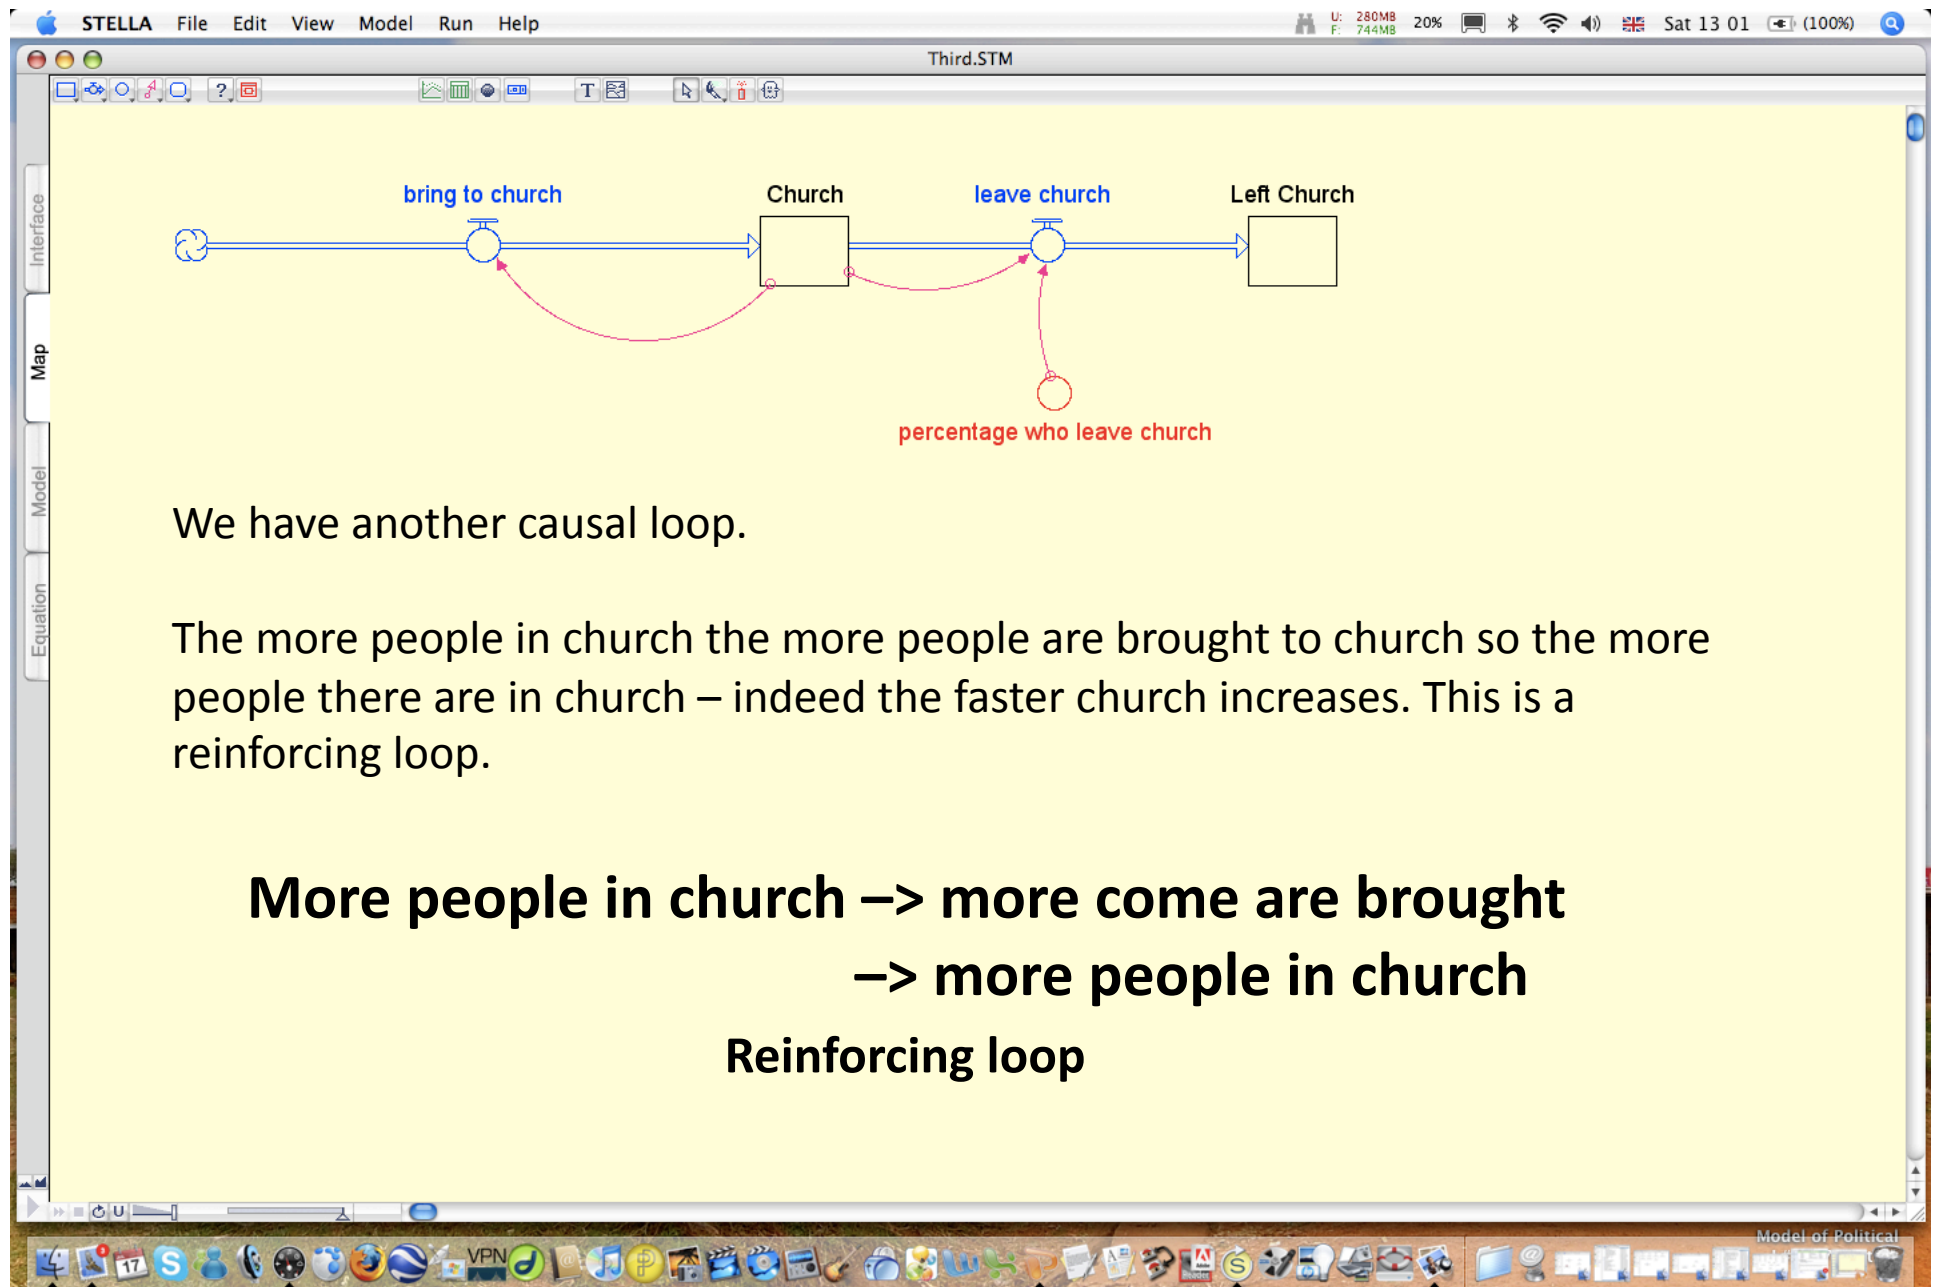 STELLA File Edit View Model Run Help U: 280MB 20% Sat 13 01 (100%)
F: 744MB
Third.STM
T
bring to church Church leave church Left Church
percentage who leave church
Interface
Map
Model
Equation
We have another causal loop.
The more people in church the more people are brought to church so the more
people there are in church – indeed the faster church increases. This is a
reinforcing loop.
More people in church –> more come are brought
–> more people in church
Reinforcing loop
U
Model of Political
17
VPN